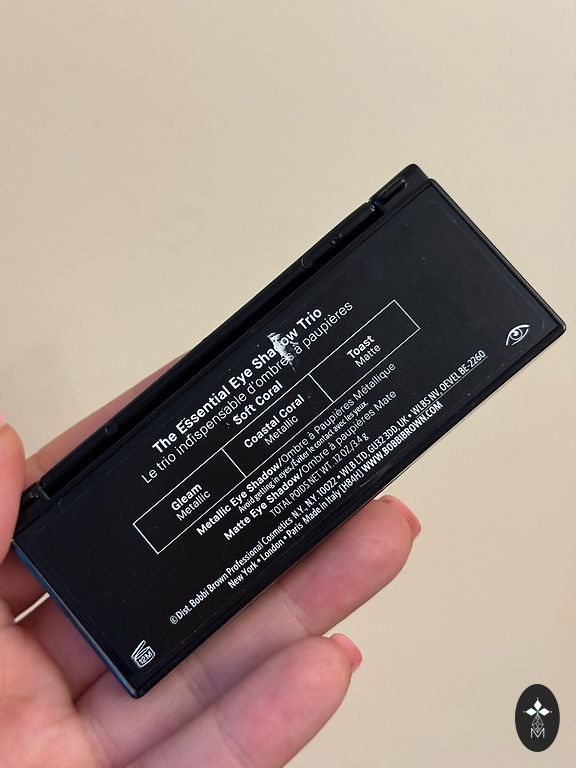 The Essential Eye Shadow Trio
Le trio indispensable d'ombres à paupières
Soft Coral
Gleam
Metallic
Coastal Coral
Metallic
Toast
Matte
Metallic Eye Shadow/Ombre à Paupières Métallique
Avoid getting in eyes./Éviter le contact avec les yeux.
Matte Eye Shadow/Ombre à paupières Mate
TOTAL POIDS NET WT. .12 OZ/3.4 g
©Dist. Bobbi Brown Professional Cosmetics N.Y., N.Y. 10022 • WLB LTD, GU32 3DD, UK • WLBS NV, OEVEL BE-2260
New York • London • Paris Made in Italy (HB4H) WWW.BOBBIBROWN.COM
12M
M